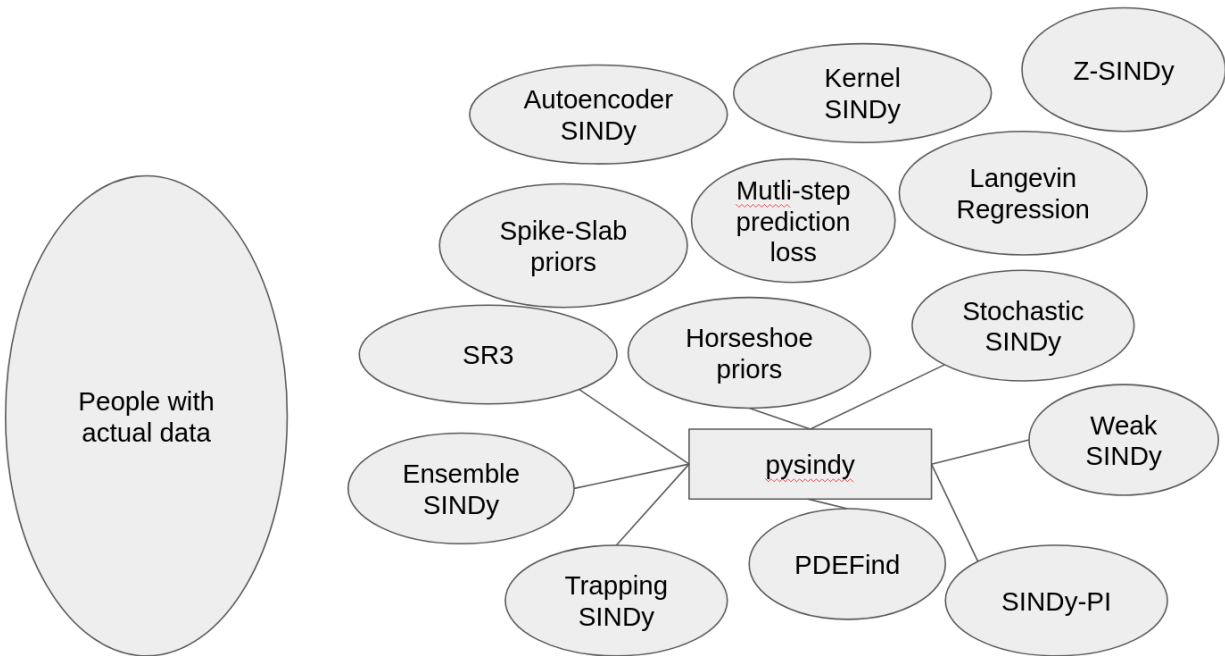 Z-SINDy
Kernel
SINDy
Autoencoder
SINDy
Langevin
Regression
Mutli-step
prediction
loss
Spike-Slab
priors
Stochastic
SINDy
SR3
Horseshoe
priors
People with
actual data
Weak
SINDy
pysindy
Ensemble
SINDy
PDEFind
Trapping
SINDy
SINDy-PI